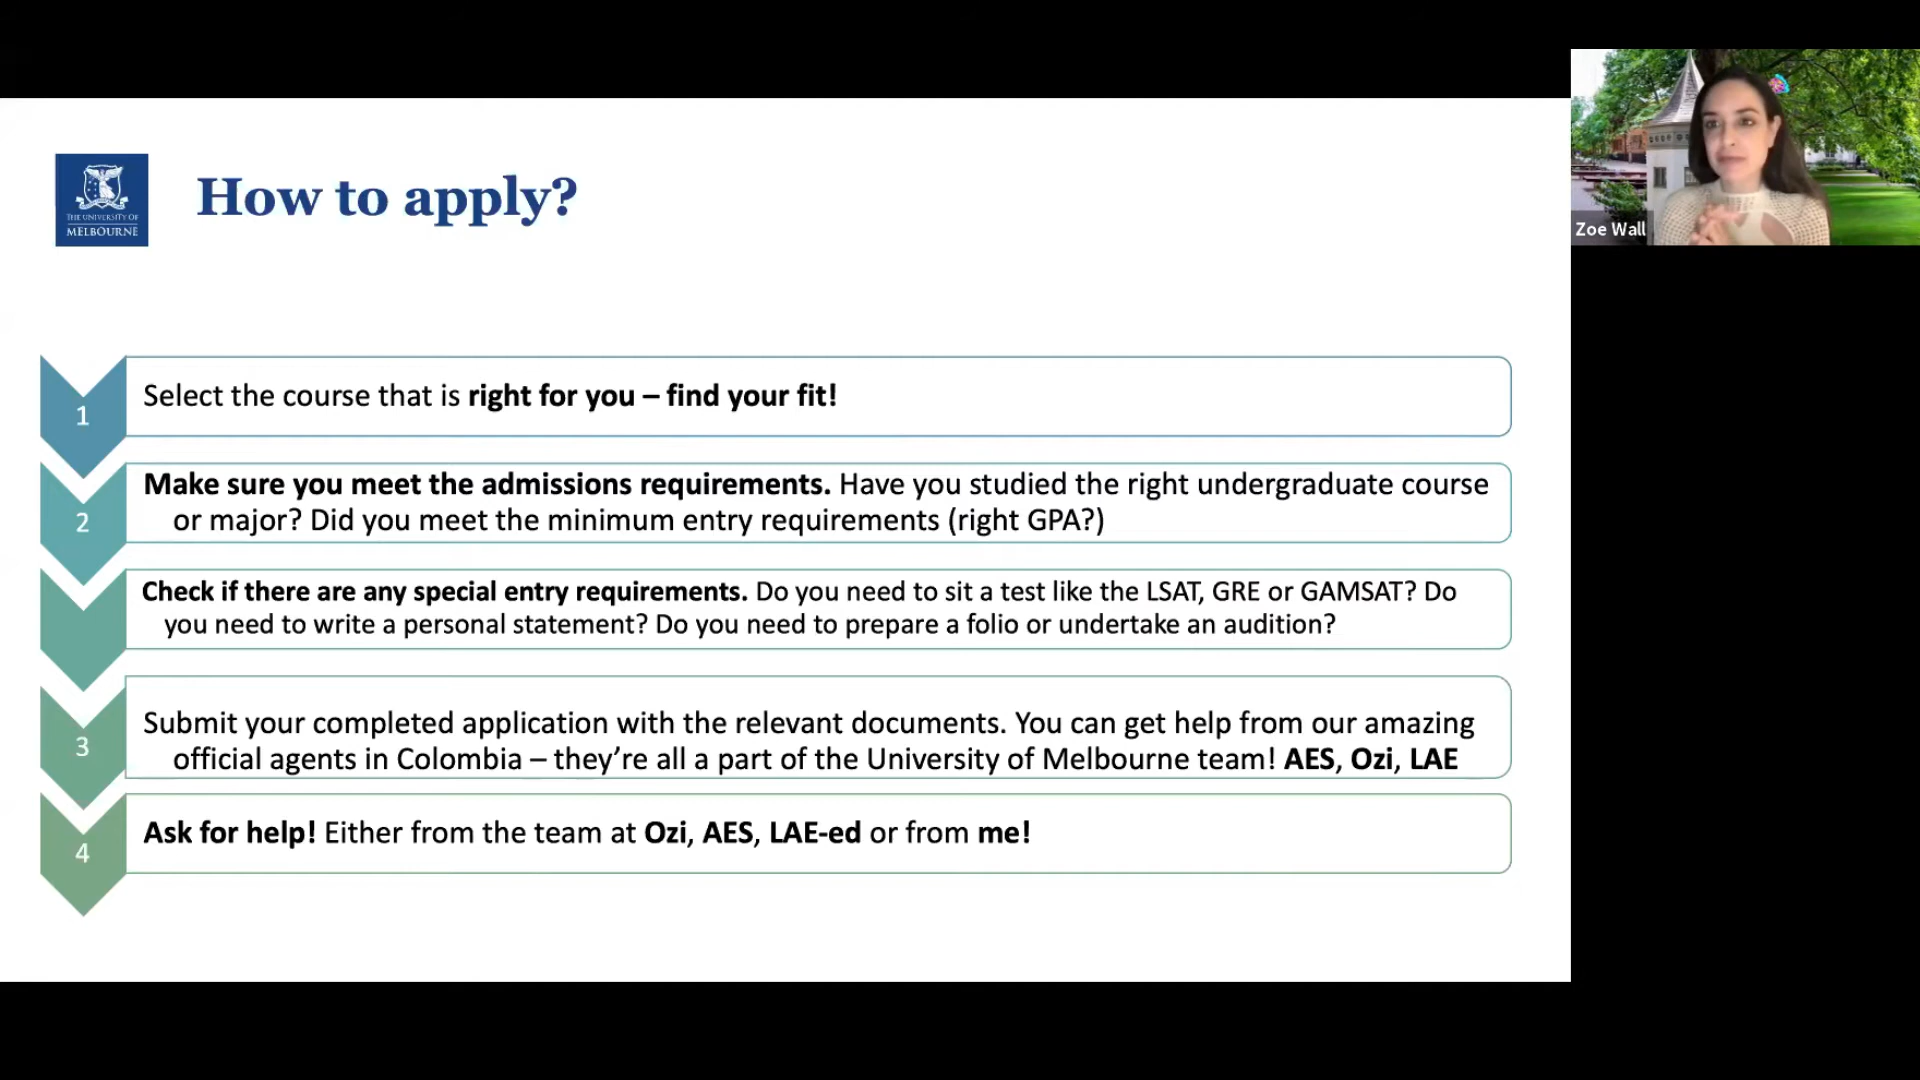 THE UNIVERSITY OF
MELBOURNE
How to apply?
Zoe Wall
1
Select the course that is right for you – find your fit!
2
Make sure you meet the admissions requirements. Have you studied the right undergraduate course
or major? Did you meet the minimum entry requirements (right GPA?)
Check if there are any special entry requirements. Do you need to sit a test like the LSAT, GRE or GAMSAT? Do
you need to write a personal statement? Do you need to prepare a folio or undertake an audition?
3
Submit your completed application with the relevant documents. You can get help from our amazing
official agents in Colombia – they’re all a part of the University of Melbourne team! AES, Ozi, LAE
4
Ask for help! Either from the team at Ozi, AES, LAE-ed or from me!